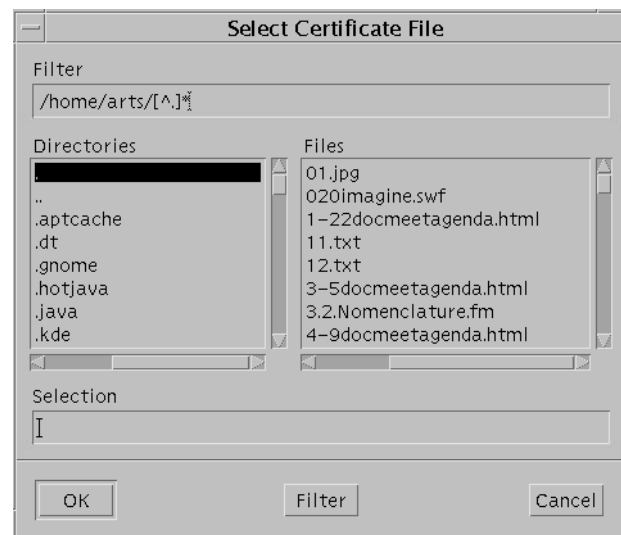 Select Certificate File
Filter
/home/arts/[^.]*
Directories
.
..
.aptcache
.dt
.gnome
.hotjava
.java
.kde
Files
01.jpg
020imagine.swf
1-22docmeetagenda.html
11.txt
12.txt
3-5docmeetagenda.html
3.2.Nomenclature.fm
4-9docmeetagenda.html
Selection
OK
Filter
Cancel